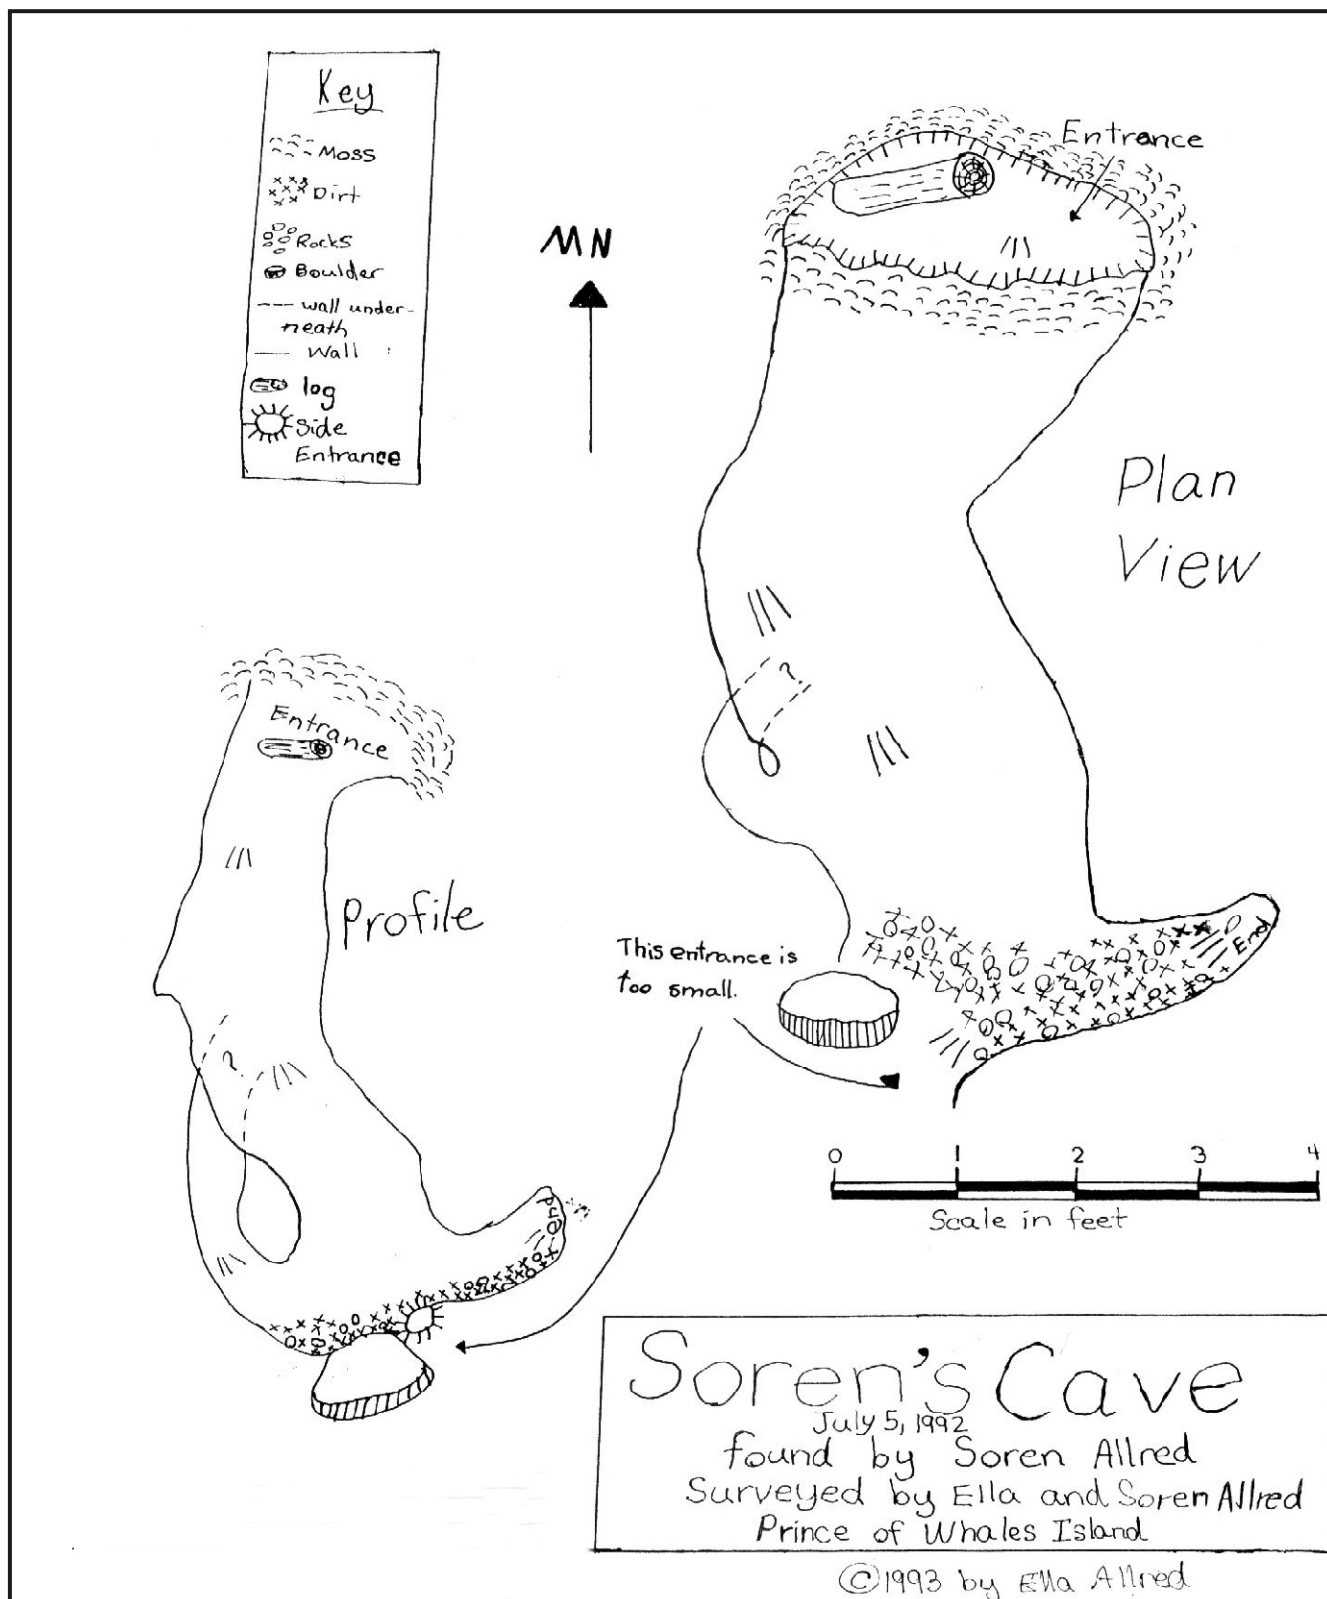 Key
Moss
Dirt
Rocks
Boulder
wall under-
neath
Wall
log
Side
Entrance
MN
Entrance
Plan
View
?
End
This entrance is
too small.
0 1 2 3 4
Scale in feet
Entrance
Profile
?
end
Soren's Cave
July 5, 1992
found by Soren Allred
Surveyed by Ella and Soren Allred
Prince of Whales Island
©1993 by Ella Allred